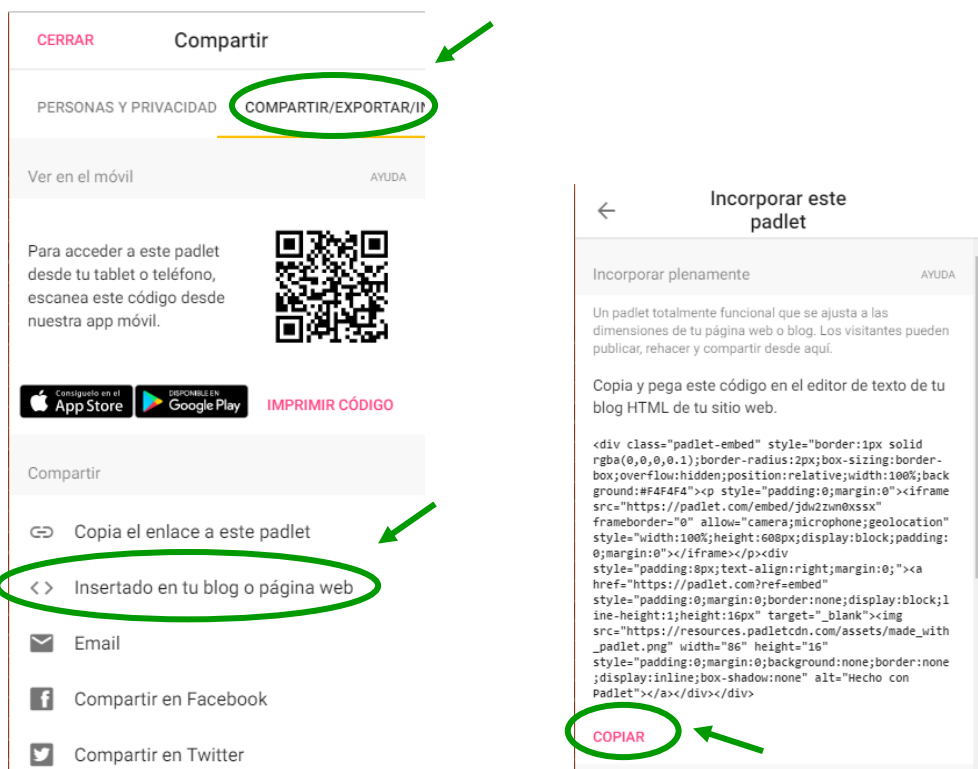 CERRAR Compartir
PERSONAS Y PRIVACIDAD COMPARTIR/EXPORTAR/IN
Ver en el móvil AYUDA
Para acceder a este padlet
desde tu tablet o teléfono,
escanea este código desde
nuestra app móvil.
Consíguelo en el
App Store
DISPONIBLE EN
Google Play
IMPRIMIR CÓDIGO
Compartir
Copia el enlace a este padlet
<> Insertado en tu blog o página web
Email
Compartir en Facebook
Compartir en Twitter
Incorporar este
padlet
Incorporar plenamente AYUDA
Un padlet totalmente funcional que se ajusta a las
dimensiones de tu página web o blog. Los visitantes pueden
publicar, rehacer y compartir desde aquí.
Copia y pega este código en el editor de texto de tu
blog HTML de tu sitio web.
<div class="padlet-embed" style="border:1px solid
rgba(0,0,0,0.1);border-radius:2px;box-sizing:border-
box;overflow:hidden;position:relative;width:100%;back
ground:#F4F4F4"><p style="padding:0;margin:0"><iframe
src="https://padlet.com/embed/jdw2zwn0xssx"
frameborder="0" allow="camera;microphone;geolocation"
style="width:100%;height:608px;display:block;padding:
0;margin:0"></iframe></p><div
style="padding:8px;text-align:right;margin:0;"><a
href="https://padlet.com?ref=embed"
style="padding:0;margin:0;border:none;display:block;l
ine-height:1;height:16px" target="_blank"><img
src="https://resources.padletcdn.com/assets/made_with
_padlet.png" width="86" height="16"
style="padding:0;margin:0;background:none;border:none
;display:inline;box-shadow:none" alt="Hecho con
Padlet"></a></div></div>
COPIAR